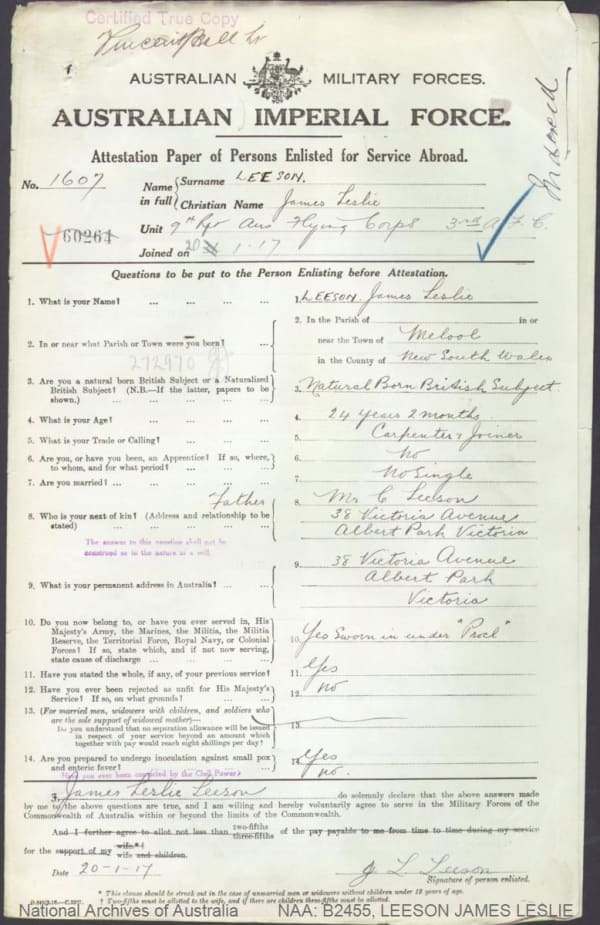 Certified True Copy
AUSTRALIAN MILITARY FORCES.
AUSTRALIAN IMPERIAL FORCE.
Attestation Paper of Persons Enlisted for Service Abroad.
No. 1607
Name in full { Surname LEESON.
Christian Name James Leslie
Unit 9th Rft Aus Flying Corps 3rd A.F.C.
60264
Joined on 20 1-17
Questions to be put to the Person Enlisting before Attestation.
1. What is your Name? ... ... ... ... 1. LEESON. James Leslie
2. In or near what Parish or Town were you born? ... ...
2. In the Parish of in or
near the Town of Melool
in the County of New South Wales
272970
3. Are you a natural born British Subject or a Naturalized
British Subject? (N.B.—If the latter, papers to be
shown.) ... ... ... ... ...
3. Natural Born British Subject
4. What is your Age? ... ... ... ... 4. 24 years 2 months
5. What is your Trade or Calling? ... ... ... 5. Carpenter & Joiner
6. Are you, or have you been, an Apprentice? If so, where,
to whom, and for what period? ... ... ...
6. No
7. Are you married? ... ... ... ... 7. No Single
Father
8. Who is your next of kin? (Address and relationship to be
stated) ... ... ... ... ...
8. Mr C Leeson
38 Victoria Avenue
Albert Park Victoria
The answer to this question shall not be
construed as in the nature of a will.
9. What is your permanent address in Australia? ... ...
9. 38 Victoria Avenue
Albert Park
Victoria
10. Do you now belong to, or have you ever served in, His
Majesty's Army, the Marines, the Militia, the Militia
Reserve, the Territorial Force, Royal Navy, or Colonial
Forces? If so, state which, and if not now serving,
state cause of discharge ... ... ...
10. Yes Sworn in under "Procl"
11. Have you stated the whole, if any, of your previous service? 11. Yes
12. Have you ever been rejected as unfit for His Majesty's
Service? If so, on what grounds? ... ...
12. no
13. (For married men, widowers with children, and soldiers who
are the sole support of widowed mother)—
Do you understand that no separation allowance will be issued
in respect of your service beyond an amount which
together with pay would reach eight shillings per day?
13.
14. Are you prepared to undergo inoculation against small pox
and enteric fever? ... ... ... ...
14. Yes
Have you ever been convicted by the Civil Power? no.
I, James Leslie Leeson do solemnly declare that the above answers made
by me to the above questions are true, and I am willing and hereby voluntarily agree to serve in the Military Forces of the
Commonwealth of Australia within or beyond the limits of the Commonwealth.
And I further agree to allot not less than two-fifths three-fifths of the pay payable to me from time to time during my service
for the support of my wife.*† wife and children.
Date 20-1-17
J L Leeson
Signature of person enlisted.
* This clause should be struck out in the case of unmarried men or widowers without children under 18 years of age.
† Two-fifths must be allotted to the wife, and if there are children three-fifths must be allotted.
National Archives of Australia NAA: B2455, LEESON JAMES LESLIE